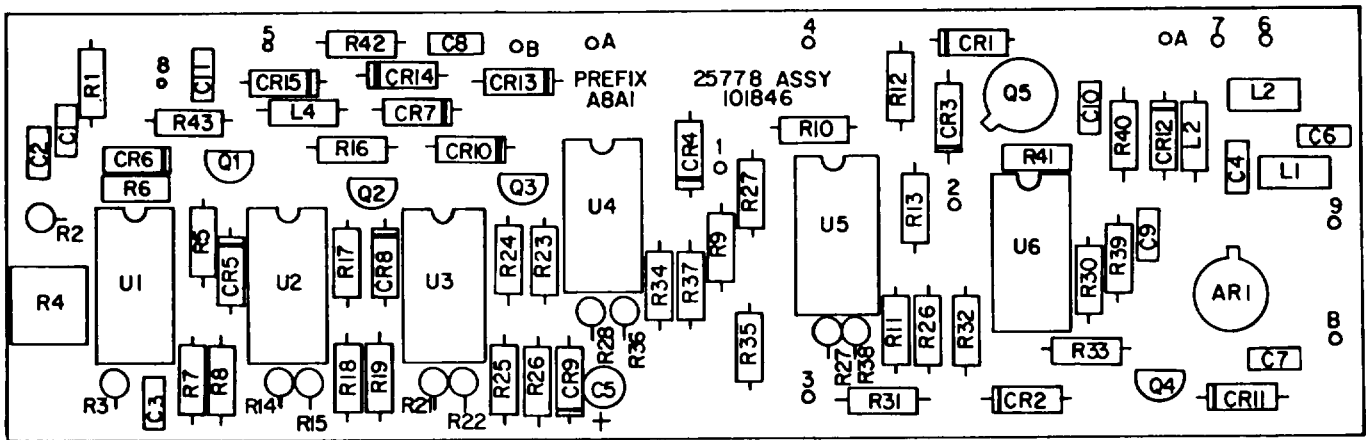 5
R42
C8
B
A
4
CR1
A
7
6
R1
8
C11
CR15
CR14
CR13
PREFIX
A8A1
25778 ASSY
101846
R12
CR3
Q5
C10
L2
C1
R43
L4
CR7
R10
R40
CR12
L2
C6
C2
CR6
Q1
R16
CR10
CR4
1
R41
C4
L1
R6
Q2
Q3
U4
R27
U5
R13
2
9
R2
R5
CR5
U1
U2
R17
CR8
U3
R24
R23
R9
U6
C9
R39
R30
R4
R34
R37
AR1
R28
R36
R35
R27
R38
R11
R26
R32
R33
B
C7
R3
C3
R7
R8
R14
R15
R18
R19
R21
R22
R25
R26
CR9
C5
+
3
R31
CR2
Q4
CR11